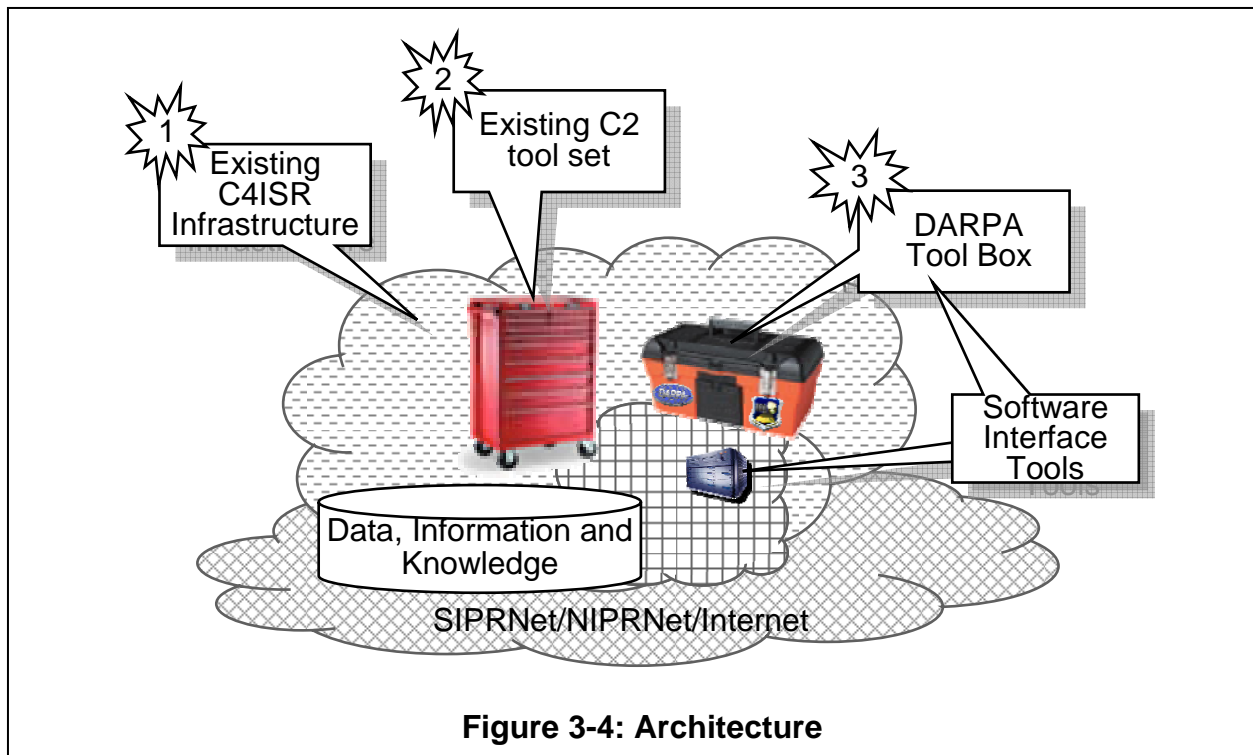 1
Existing
C4ISR
Infrastructure
2
Existing C2
tool set
3
DARPA
Tool Box
DARPA
Software
Interface
Tools
Data, Information and
Knowledge
SIPRNet/NIPRNet/Internet
Figure 3-4: Architecture